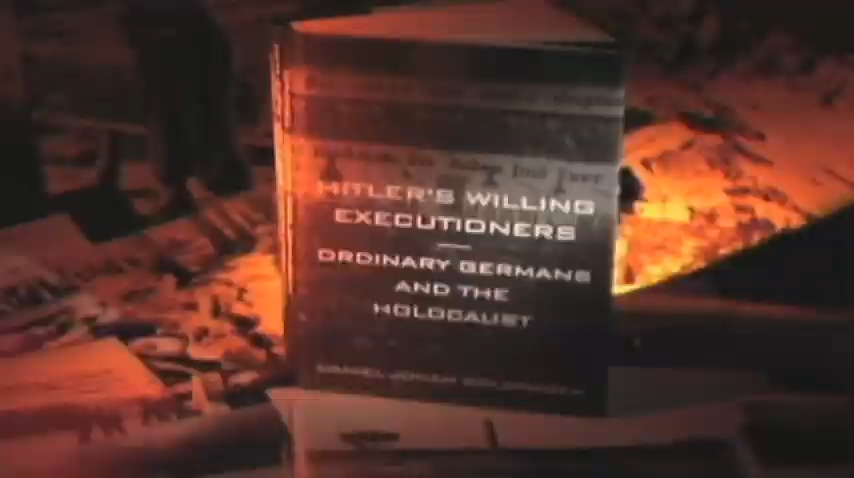 HITLER'S WILLING
EXECUTIONERS
ORDINARY GERMANS
AND THE
HOLOCAUST
DANIEL JONAH GOLDHAGEN